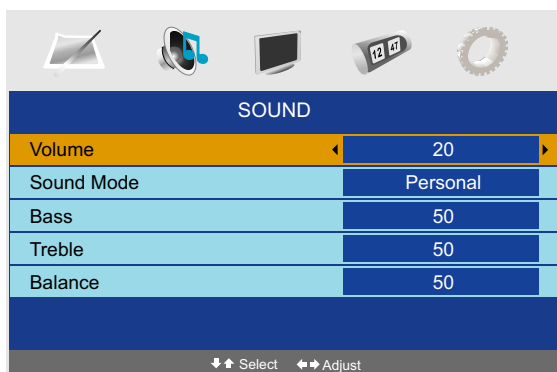 12 47
SOUND
Volume 20
Sound Mode Personal
Bass 50
Treble 50
Balance 50
Select Adjust